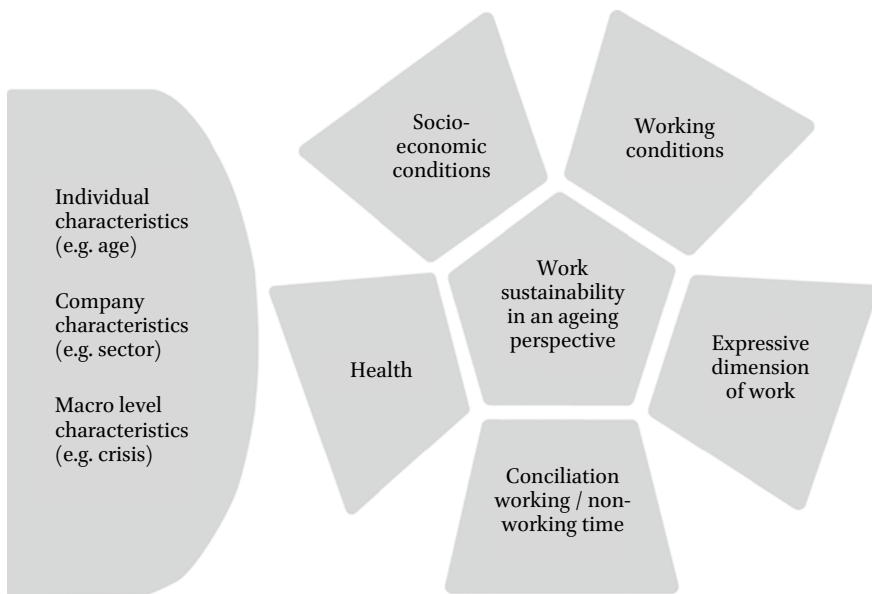 Individual
characteristics
(e.g. age)
Company
characteristics
(e.g. sector)
Macro level
characteristics
(e.g. crisis)
Socio-
economic
conditions
Working
conditions
Work
sustainability
in an ageing
perspective
Health
Expressive
dimension
of work
Conciliation
working / non-
working time